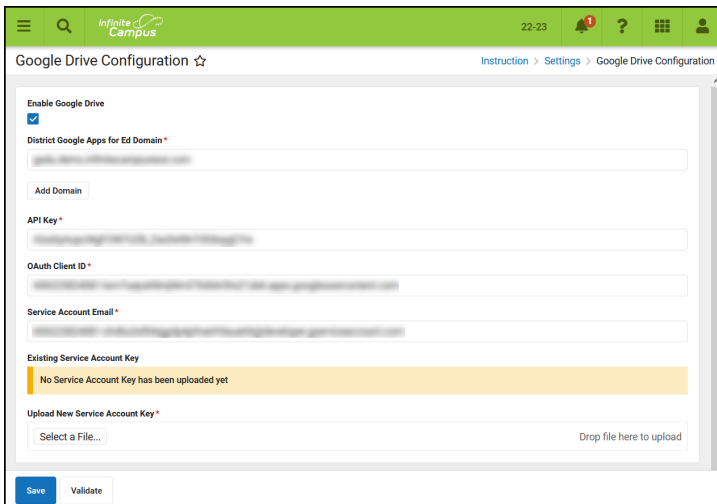 Infinite
Campus
22-23
1
?
Google Drive Configuration
Instruction > Settings > Google Drive Configuration
Enable Google Drive
District Google Apps for Ed Domain *
Add Domain
API Key *
OAuth Client ID *
Service Account Email *
Existing Service Account Key
No Service Account Key has been uploaded yet
Upload New Service Account Key *
Select a File...
Drop file here to upload
Save
Validate